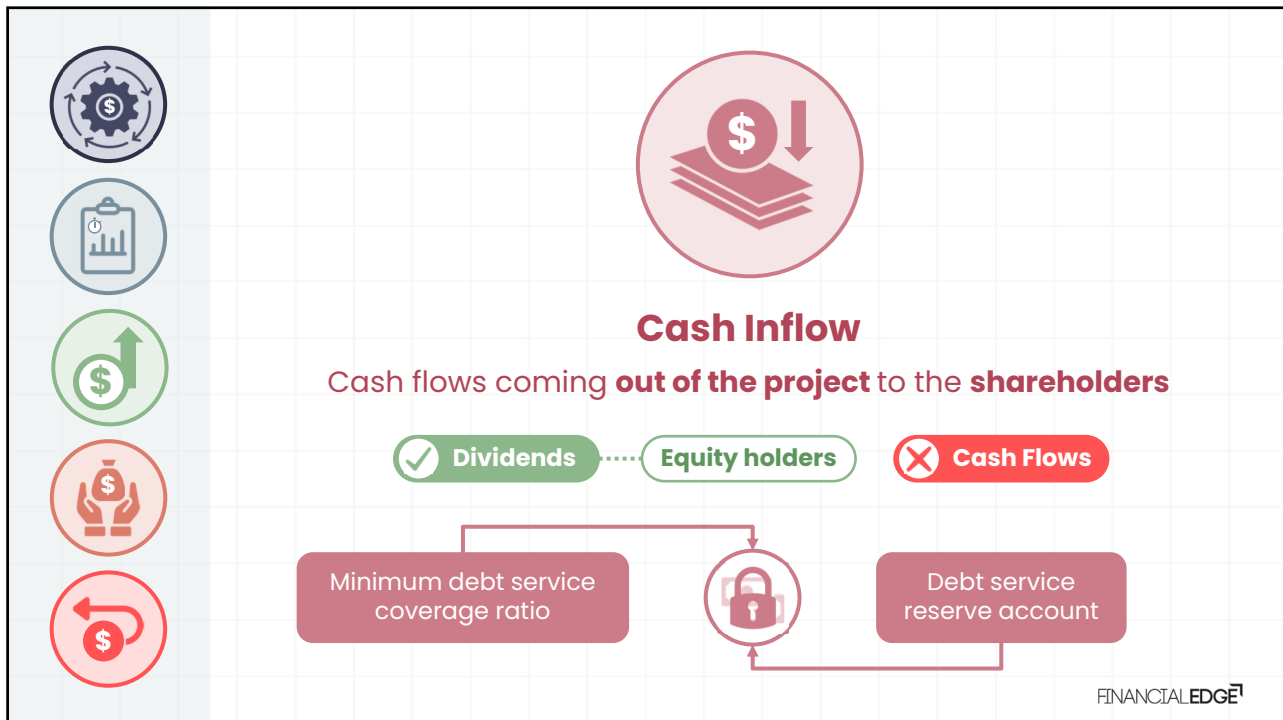 $
$
Cash Inflow
Cash flows coming out of the project to the shareholders
$
Dividends
Equity holders
Cash Flows
$
Minimum debt service
coverage ratio
Debt service
reserve account
$
FINANCIALEDGE